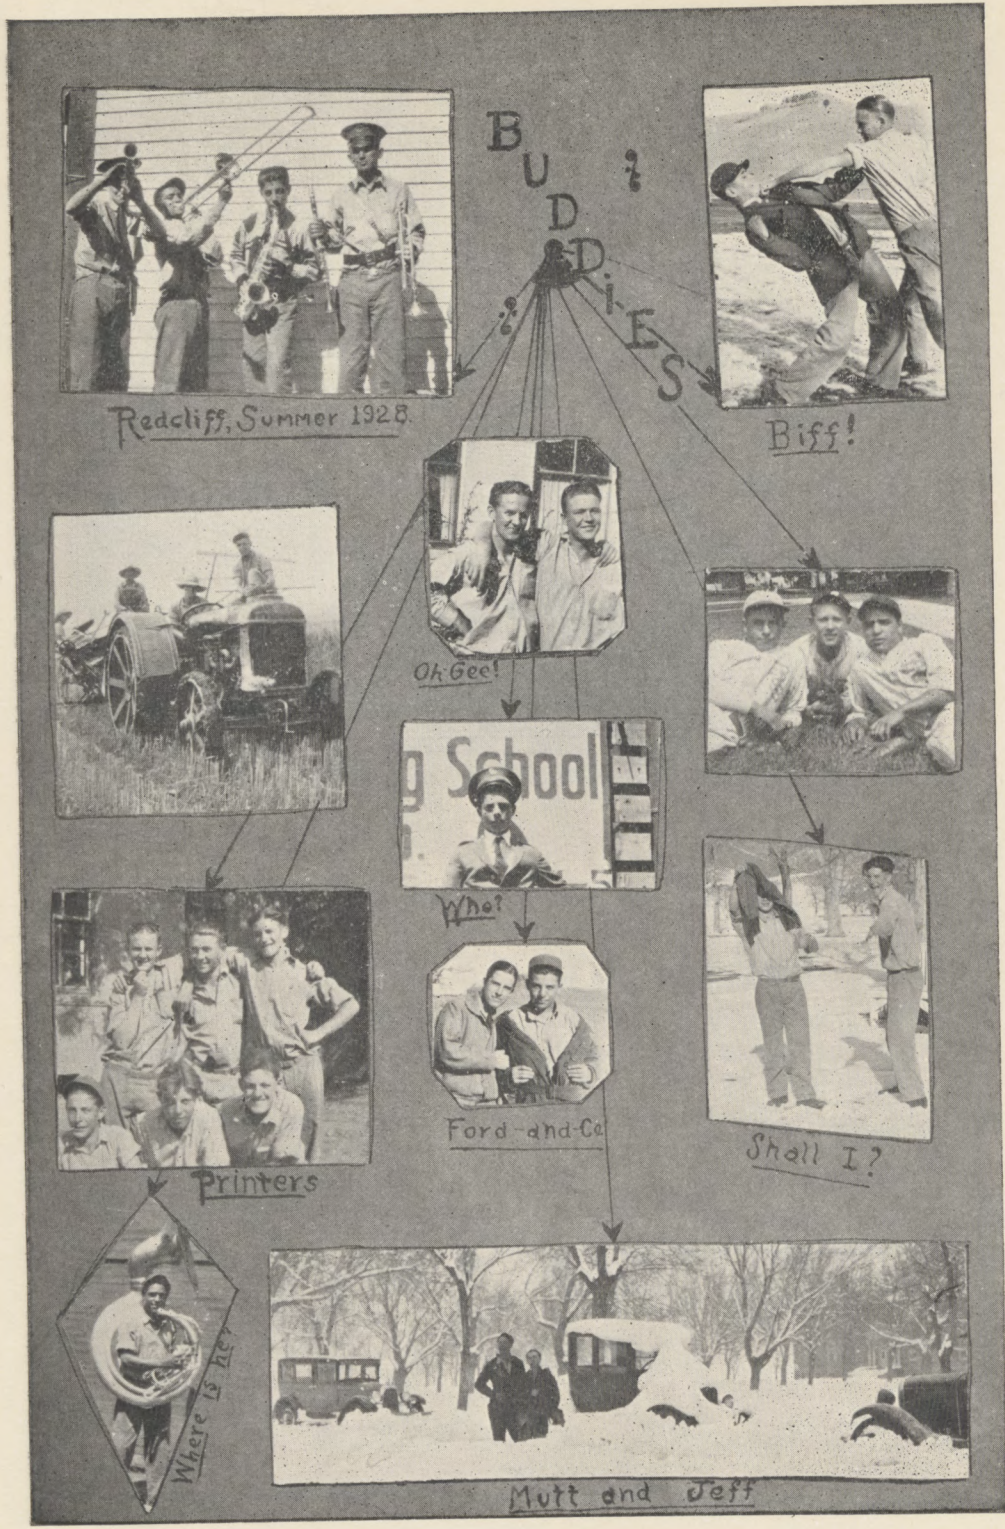 BUDDiES
Redcliff, Summer 1928.
Biff!
Oh-Gee!
g School
Who?
Ford-and-Co
Shall I?
Printers
Where is he?
Mutt and Jeff